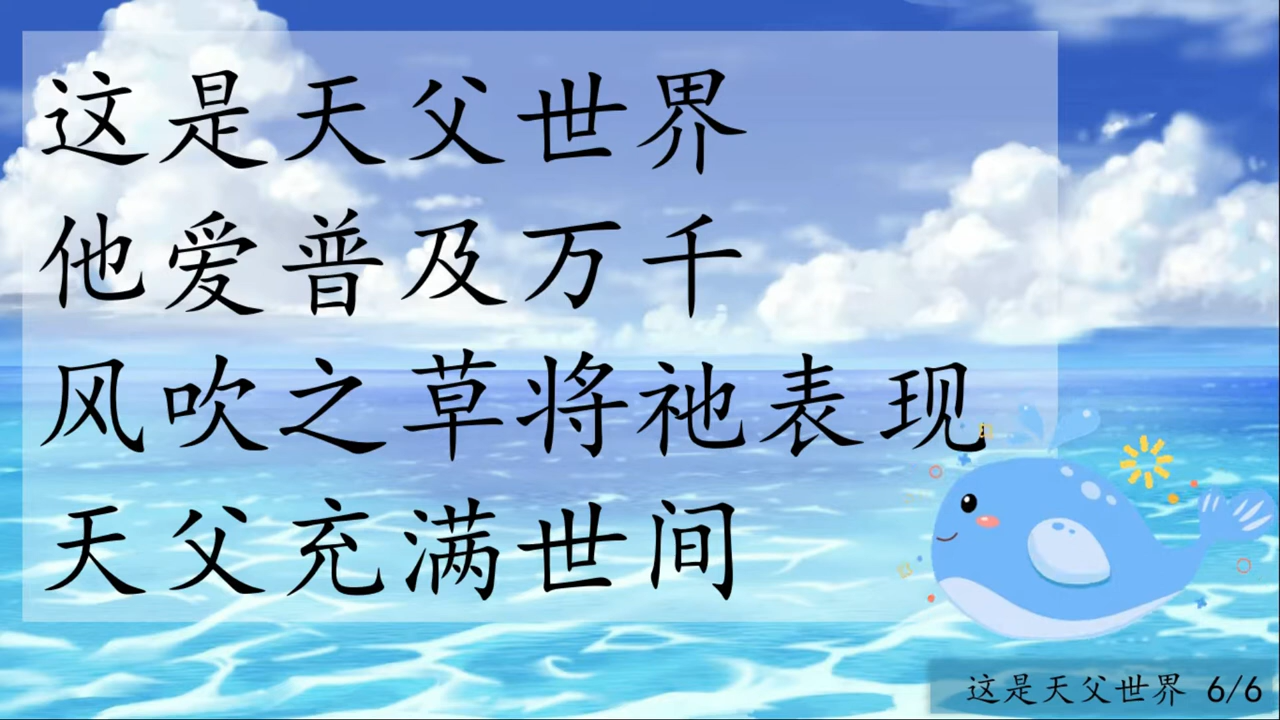 这是天父世界
他爱普及万千
风吹之草将祂表现
天父充满世间
这是天父世界 6/6